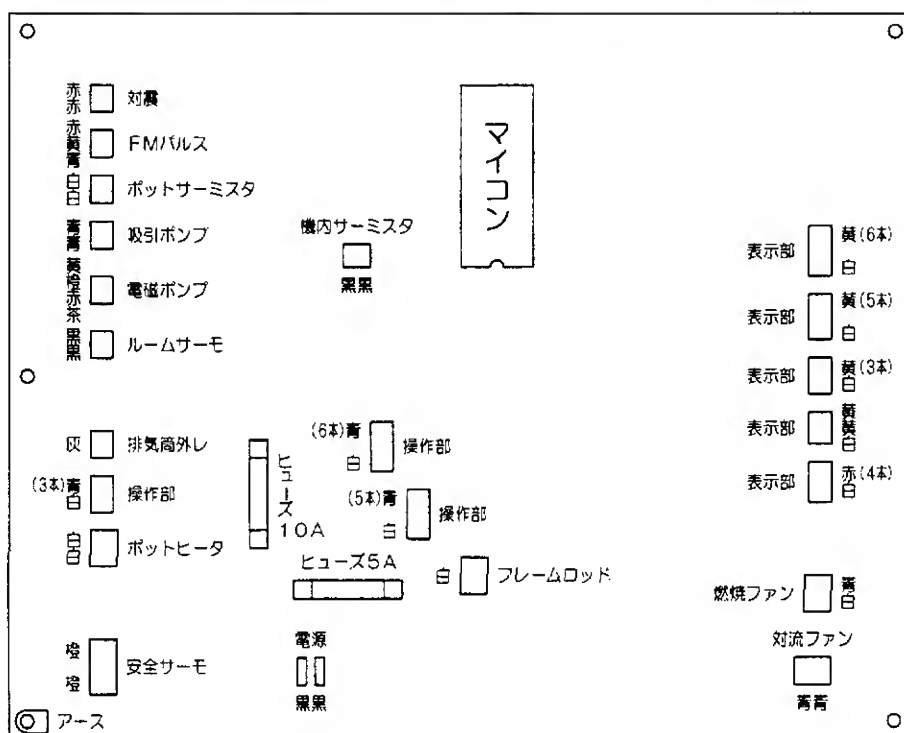 赤赤 対震
赤黄青 FMパルス
白白 ポットサーミスタ
青青 吸引ポンプ
黄橙赤茶 電磁ポンプ
黒黒 ルームサーモ
灰 排気筒外レ
(3本)青白 操作部
白白 ポットヒータ
橙橙 安全サーモ
アース
マイコン
機内サーミスタ
黒黒
ヒューズ
10A
(6本)青白 操作部
(5本)青白 操作部
ヒューズ5A
白 フレームロッド
電源
黒黒
表示部 黄(6本)白
表示部 黄(5本)白
表示部 黄(3本)白
表示部 黄黄白
表示部 赤(4本)白
燃焼ファン 青白
対流ファン
青青